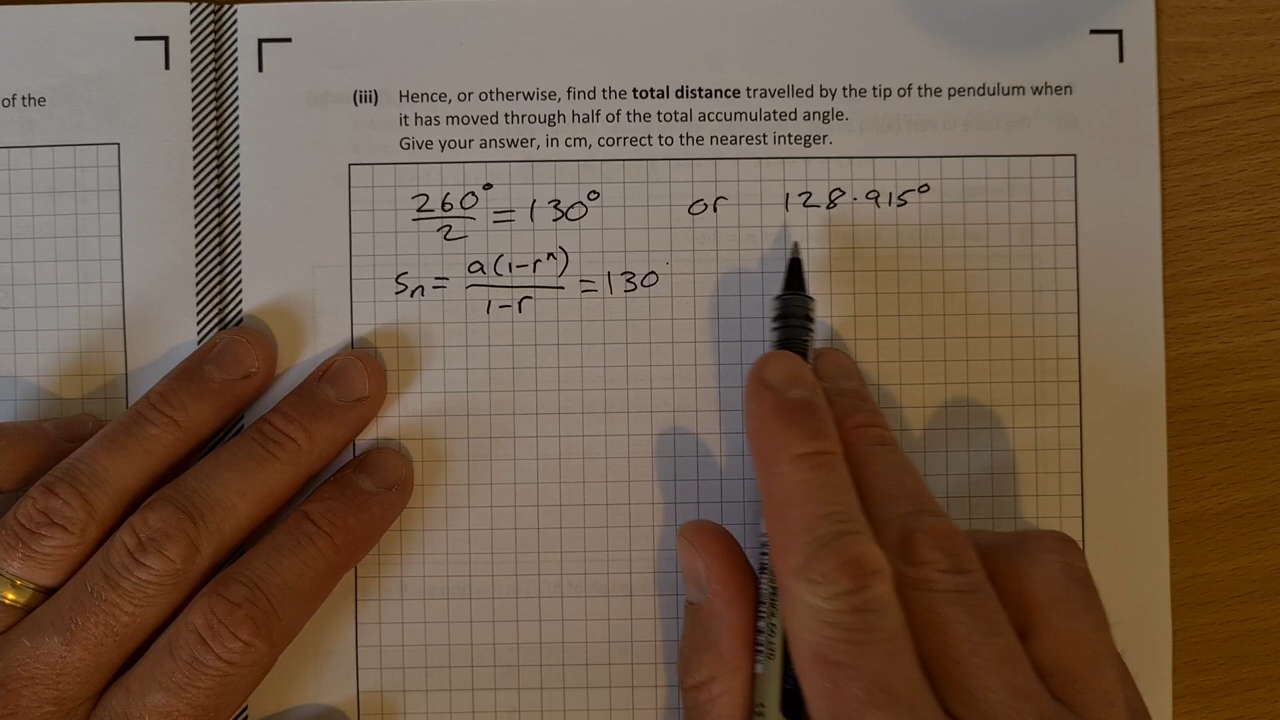 of the
(iii) Hence, or otherwise, find the total distance travelled by the tip of the pendulum when
it has moved through half of the total accumulated angle.
Give your answer, in cm, correct to the nearest integer.
260°/2 = 130° or 128.915°
Sn = a(1-rⁿ)/1-r = 130